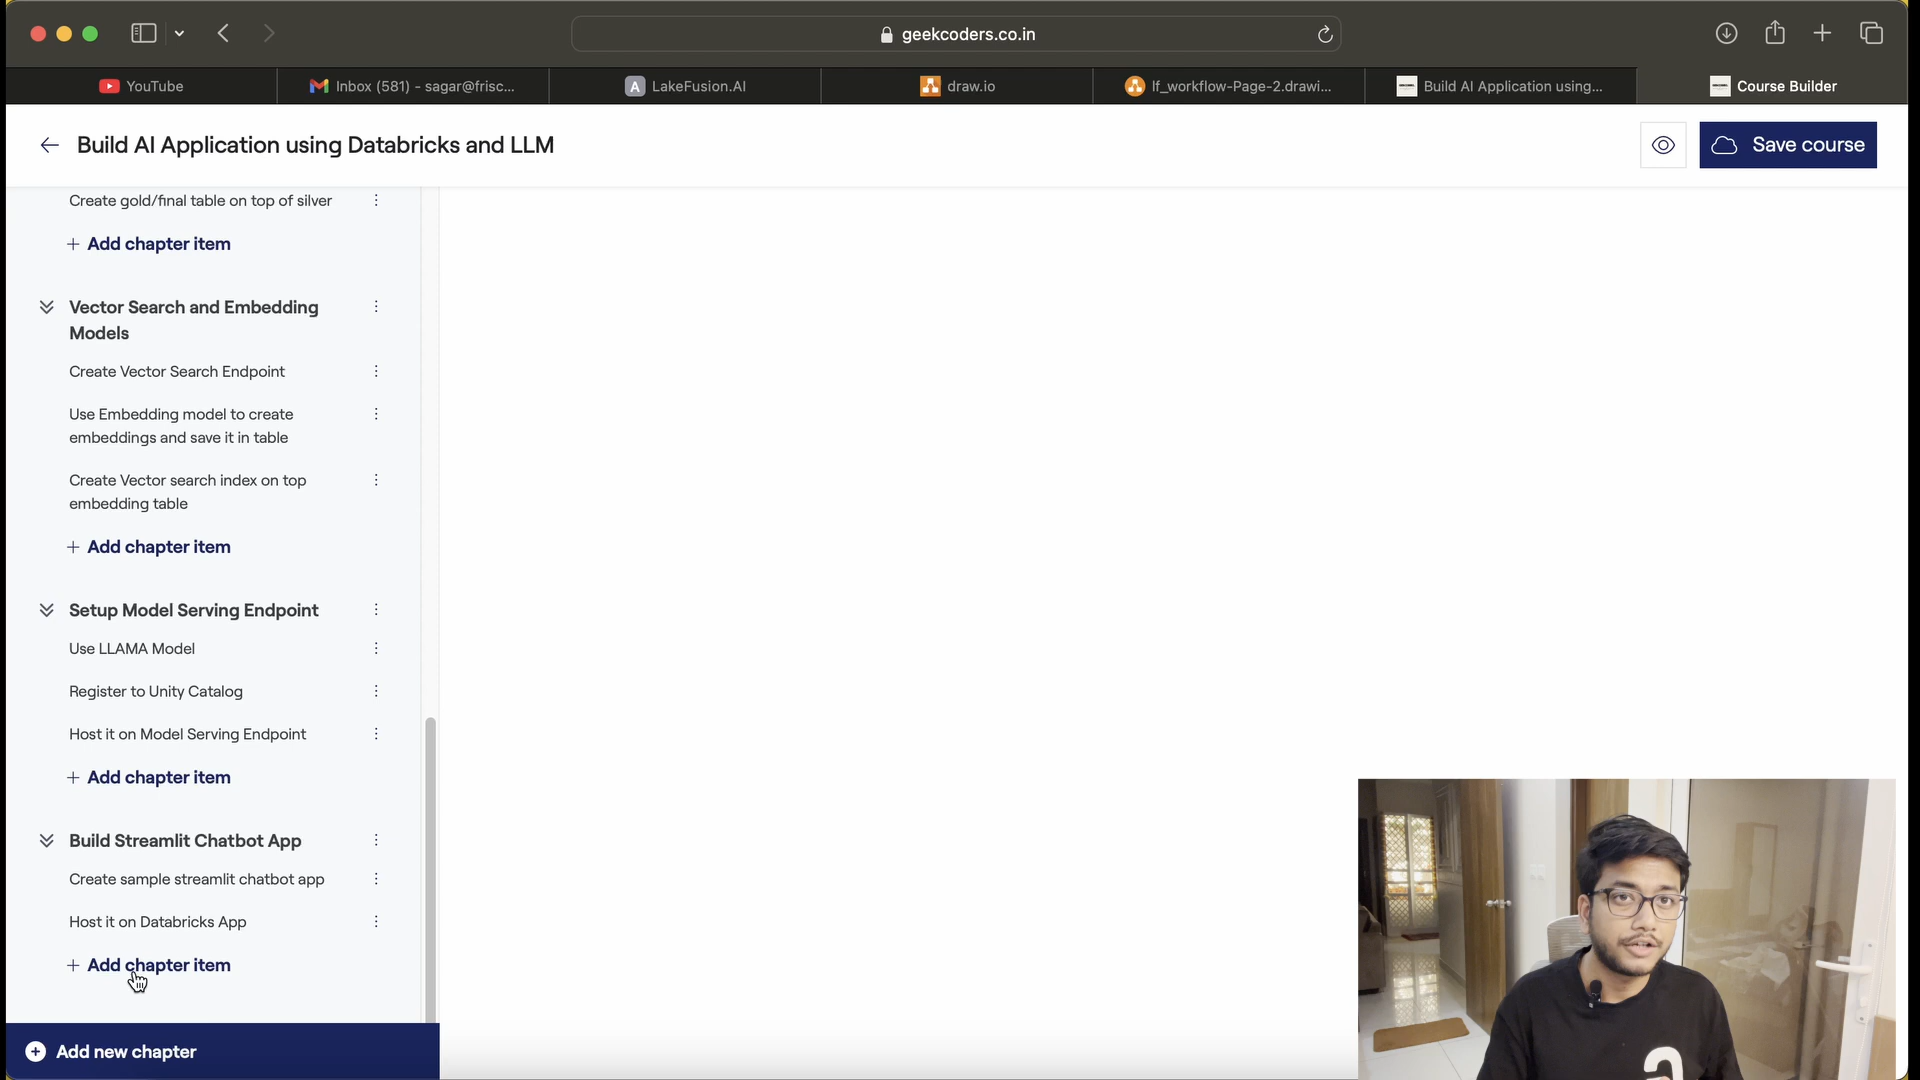 geekcoders.co.in
YouTube
Inbox (581) - sagar@frisc...
A LakeFusion.AI
draw.io
lf_workflow-Page-2.drawi...
Build AI Application using...
Course Builder
Build AI Application using Databricks and LLM
Save course
Create gold/final table on top of silver
+ Add chapter item
Vector Search and Embedding
Models
Create Vector Search Endpoint
Use Embedding model to create
embeddings and save it in table
Create Vector search index on top
embedding table
+ Add chapter item
Setup Model Serving Endpoint
Use LLAMA Model
Register to Unity Catalog
Host it on Model Serving Endpoint
+ Add chapter item
Build Streamlit Chatbot App
Create sample streamlit chatbot app
Host it on Databricks App
+ Add chapter item
Add new chapter